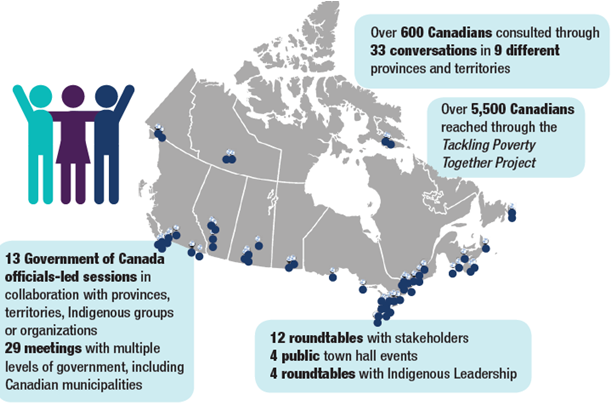 Over 600 Canadians consulted through
33 conversations in 9 different
provinces and territories
Over 5,500 Canadians
reached through the
Tackling Poverty
Together Project
13 Government of Canada
officials-led sessions in
collaboration with provinces,
territories, Indigenous groups
or organizations
29 meetings with multiple
levels of government, including
Canadian municipalities
12 roundtables with stakeholders
4 public town hall events
4 roundtables with Indigenous Leadership